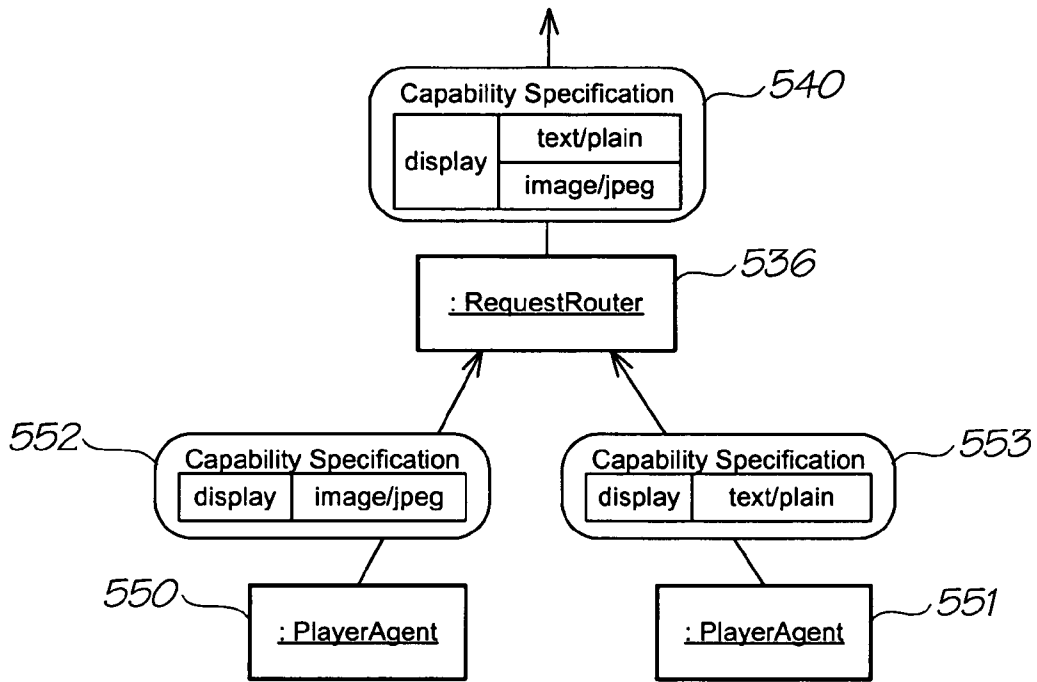 Capability Specification
540
display
text/plain
image/jpeg
: RequestRouter
536
552
Capability Specification
display image/jpeg
Capability Specification
display text/plain
553
550
: PlayerAgent
: PlayerAgent
551